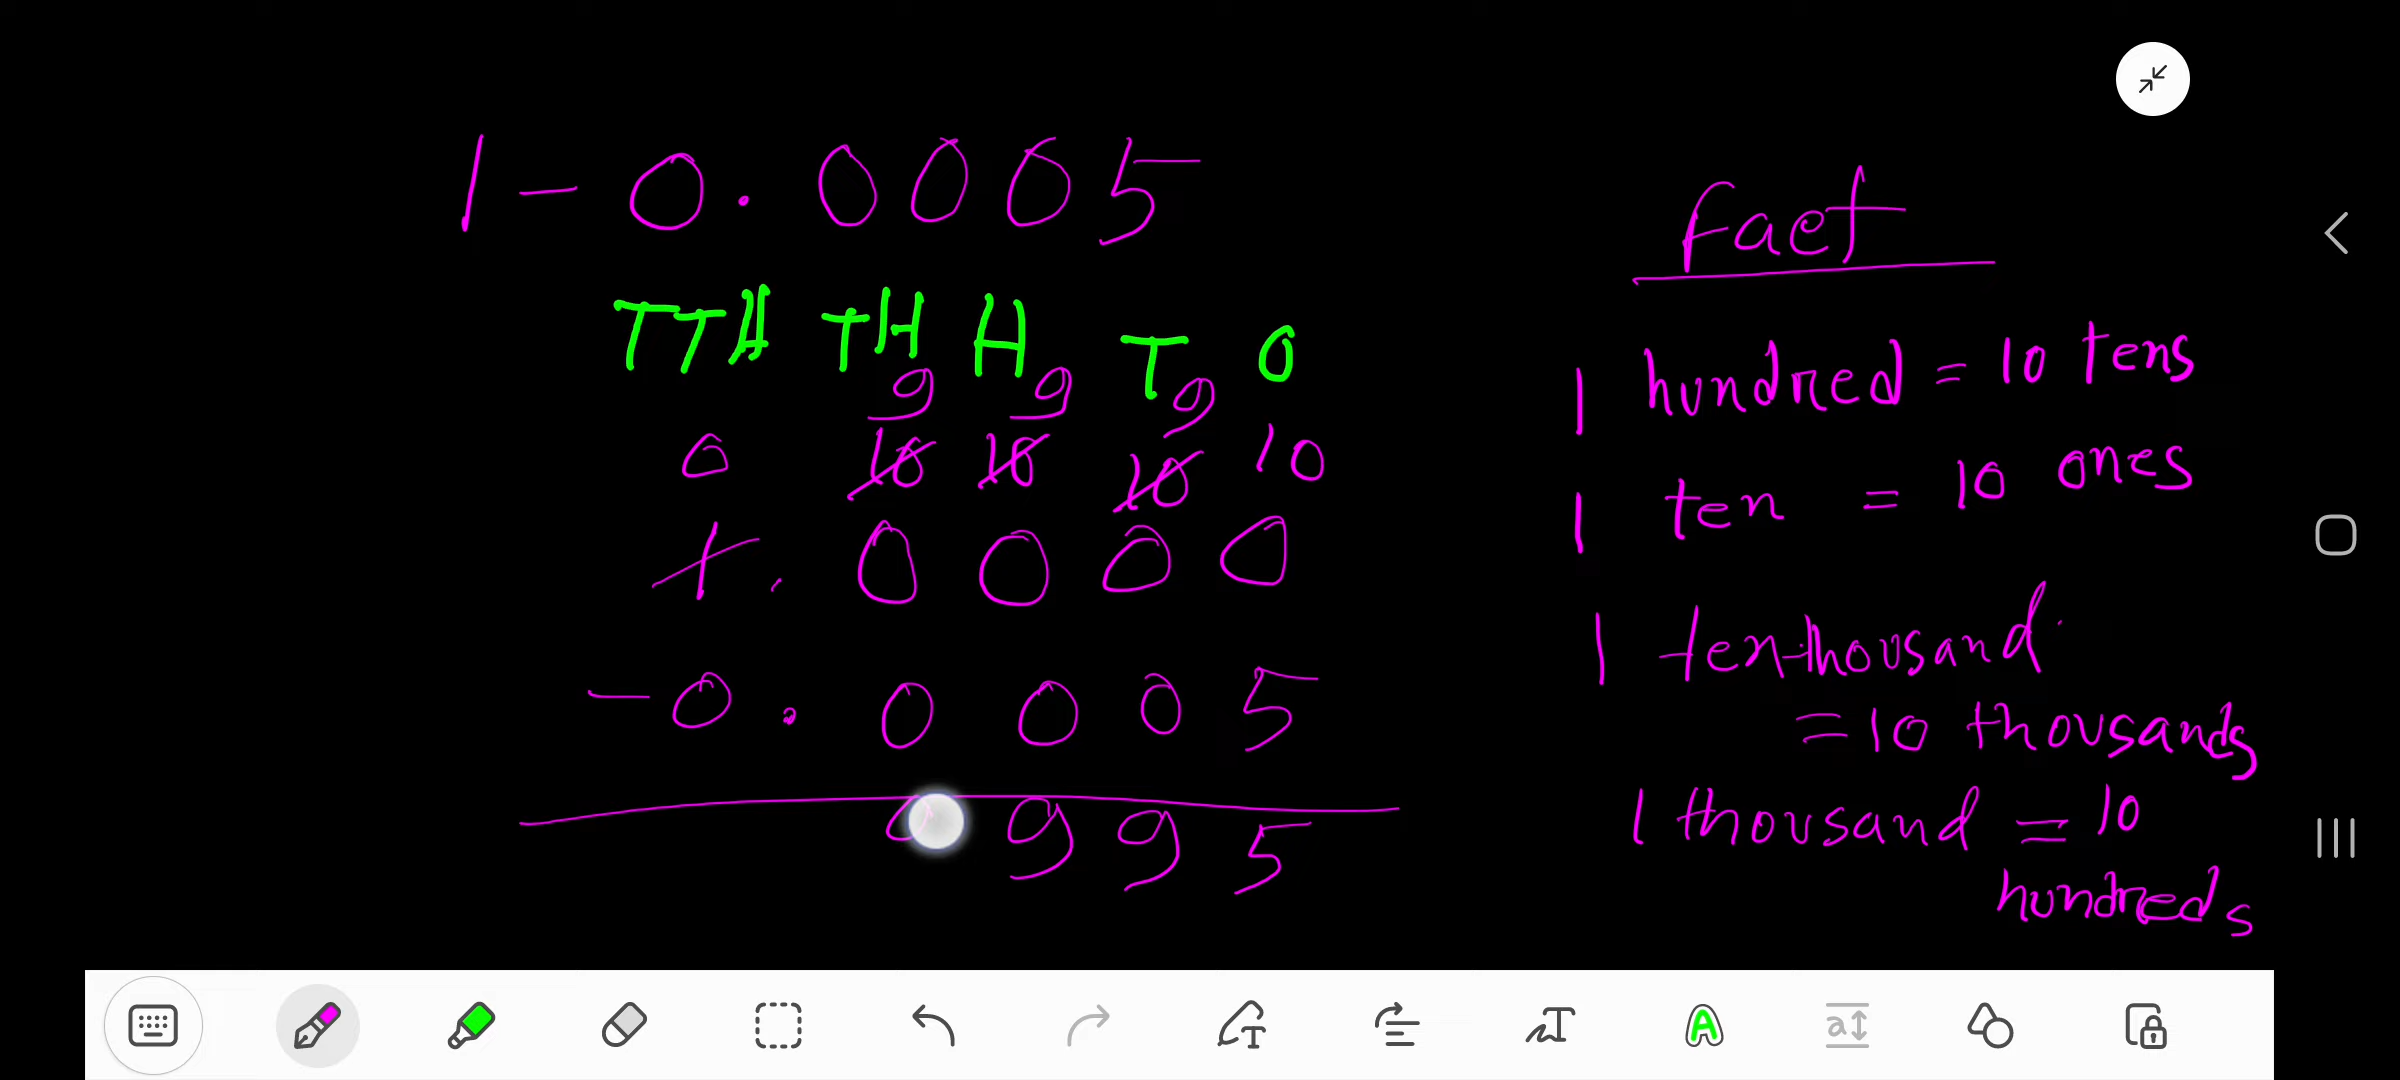 1 - 0.0005
TTH TH H T O
9 9 9
0 10 10 10 10
1.0000
-0.0005
9 9 5
Fact
1 hundred = 10 tens
1 ten = 10 ones
1 ten-thousand
= 10 thousands
1 thousand = 10
hundreds